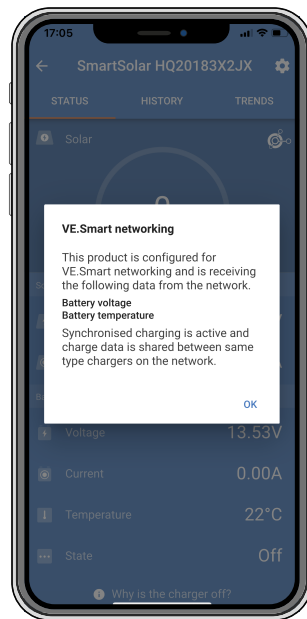 17:05
SmartSolar HQ20183X2JX
STATUS HISTORY TRENDS
Solar
VE.Smart networking
This product is configured for
VE.Smart networking and is receiving
the following data from the network.
Battery voltage
Battery temperature
Synchronised charging is active and
charge data is shared between same
type chargers on the network.
OK
Voltage 13.53V
Current 0.00A
Temperature 22°C
State Off
Why is the charger off?